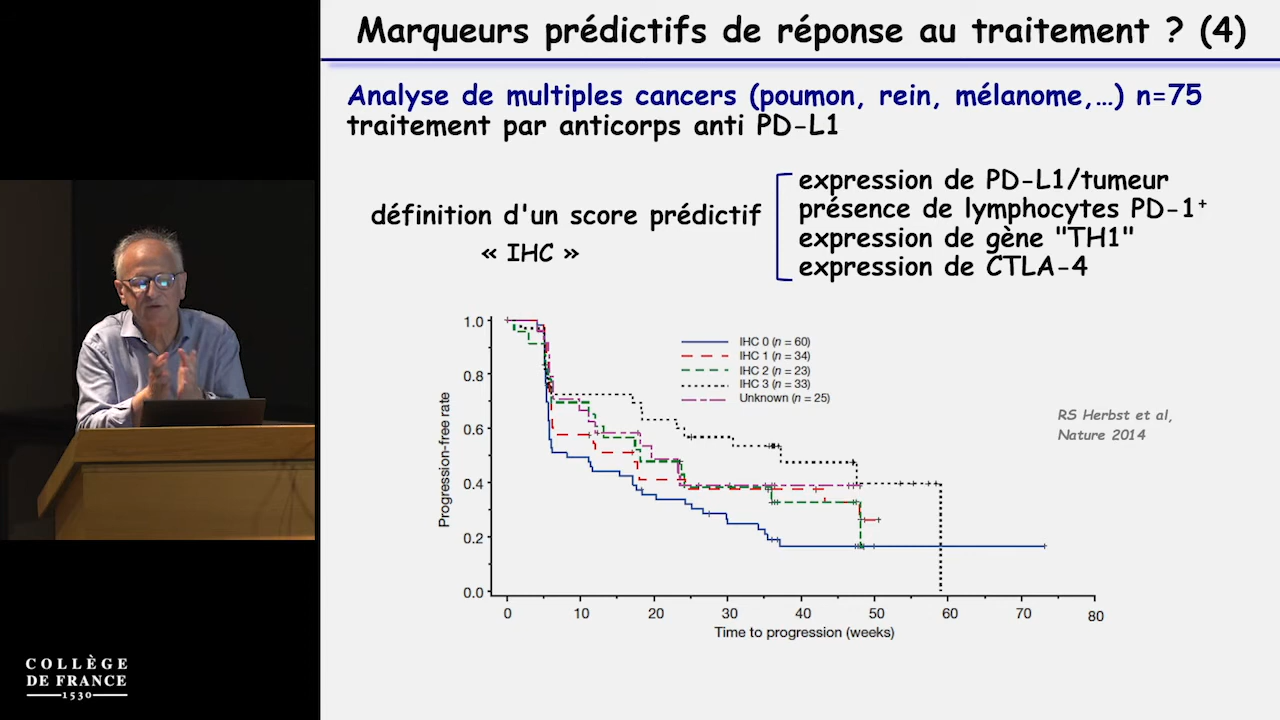 Marqueurs prédictifs de réponse au traitement ? (4)
Analyse de multiples cancers (poumon, rein, mélanome,...) n=75
traitement par anticorps anti PD-L1
définition d'un score prédictif
« IHC »
expression de PD-L1/tumeur
présence de lymphocytes PD-1+
expression de gène "TH1"
expression de CTLA-4
Progression-free rate
1.0
0.8
0.6
0.4
0.2
0.0
IHC 0 (n = 60)
IHC 1 (n = 34)
IHC 2 (n = 23)
IHC 3 (n = 33)
Unknown (n = 25)
0 10 20 30 40 50 60 70 80
Time to progression (weeks)
RS Herbst et al,
Nature 2014
COLLÈGE
DE FRANCE
1530